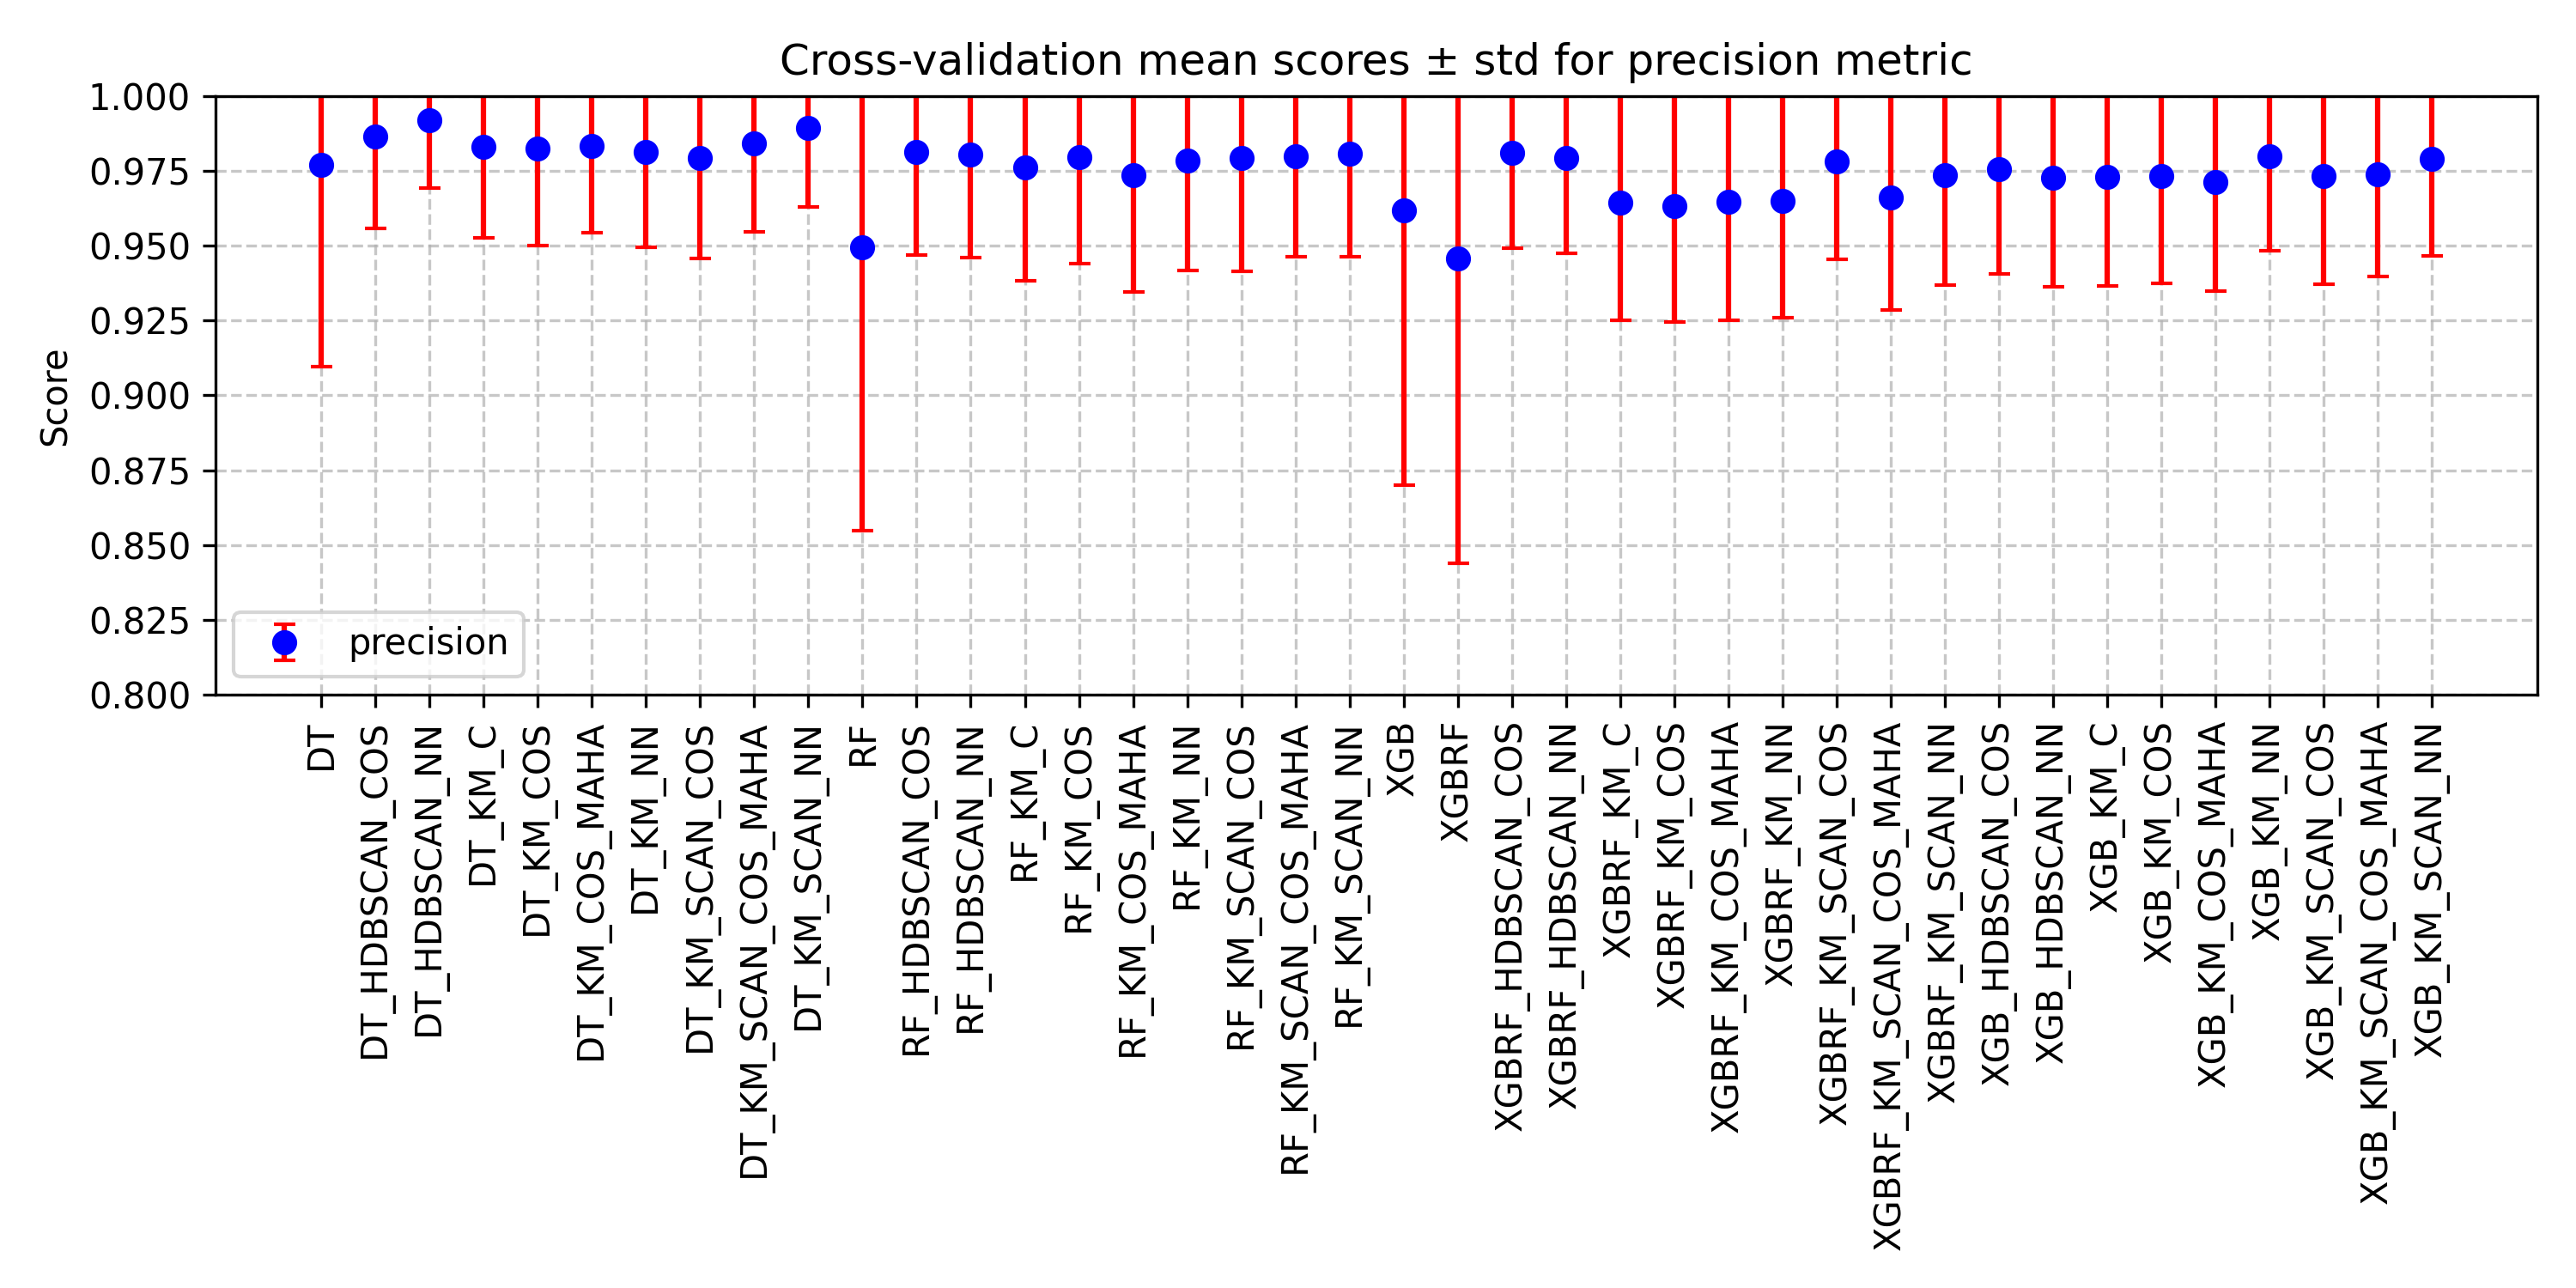 Cross-validation mean scores ± std for precision metric
1.000
0.975
0.950
0.925
0.900
0.875
0.850
0.825
0.800
Score
precision
DT
DT_HDBSCAN_COS
DT_HDBSCAN_NN
DT_KM_C
DT_KM_COS
DT_KM_COS_MAHA
DT_KM_NN
DT_KM_SCAN_COS
DT_KM_SCAN_COS_MAHA
DT_KM_SCAN_NN
RF
RF_HDBSCAN_COS
RF_HDBSCAN_NN
RF_KM_C
RF_KM_COS
RF_KM_COS_MAHA
RF_KM_NN
RF_KM_SCAN_COS
RF_KM_SCAN_COS_MAHA
RF_KM_SCAN_NN
XGB
XGBRF
XGBRF_HDBSCAN_COS
XGBRF_HDBSCAN_NN
XGBRF_KM_C
XGBRF_KM_COS
XGBRF_KM_COS_MAHA
XGBRF_KM_NN
XGBRF_KM_SCAN_COS
XGBRF_KM_SCAN_COS_MAHA
XGBRF_KM_SCAN_NN
XGB_HDBSCAN_COS
XGB_HDBSCAN_NN
XGB_KM_C
XGB_KM_COS
XGB_KM_COS_MAHA
XGB_KM_NN
XGB_KM_SCAN_COS
XGB_KM_SCAN_COS_MAHA
XGB_KM_SCAN_NN